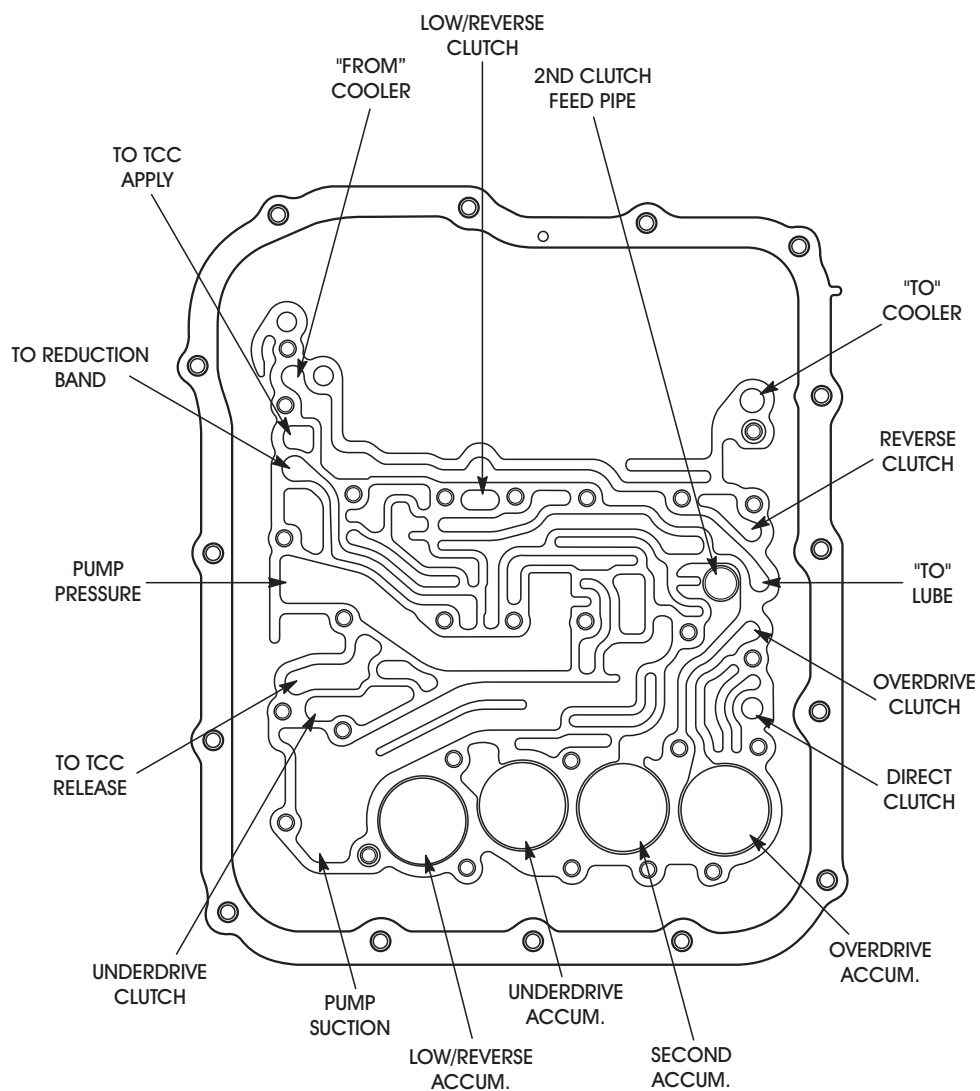 LOW/REVERSE
CLUTCH
"FROM”
COOLER
2ND CLUTCH
FEED PIPE
TO TCC
APPLY
"TO"
COOLER
TO REDUCTION
BAND
REVERSE
CLUTCH
PUMP
PRESSURE
"TO"
LUBE
OVERDRIVE
CLUTCH
TO TCC
RELEASE
DIRECT
CLUTCH
UNDERDRIVE
CLUTCH
PUMP
SUCTION
LOW/REVERSE
ACCUM.
UNDERDRIVE
ACCUM.
SECOND
ACCUM.
OVERDRIVE
ACCUM.